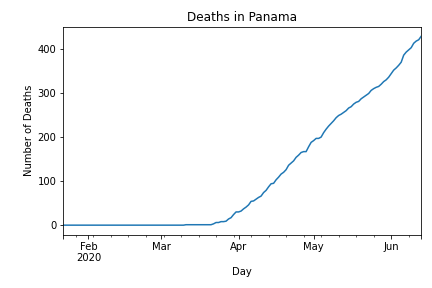 Deaths in Panama
Number of Deaths
400
300
200
100
0
Feb
2020
Mar
Apr
May
Jun
Day